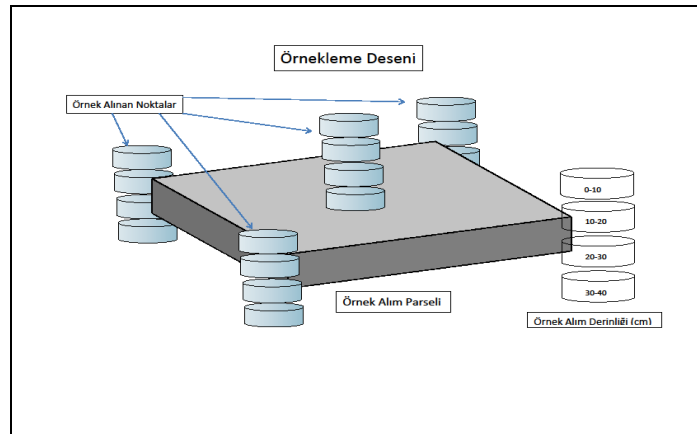 Örnekleme Deseni
Örnek Alınan Noktalar
0-10
10-20
20-30
30-40
Örnek Alım Parseli
Örnek Alım Derinliği (cm)